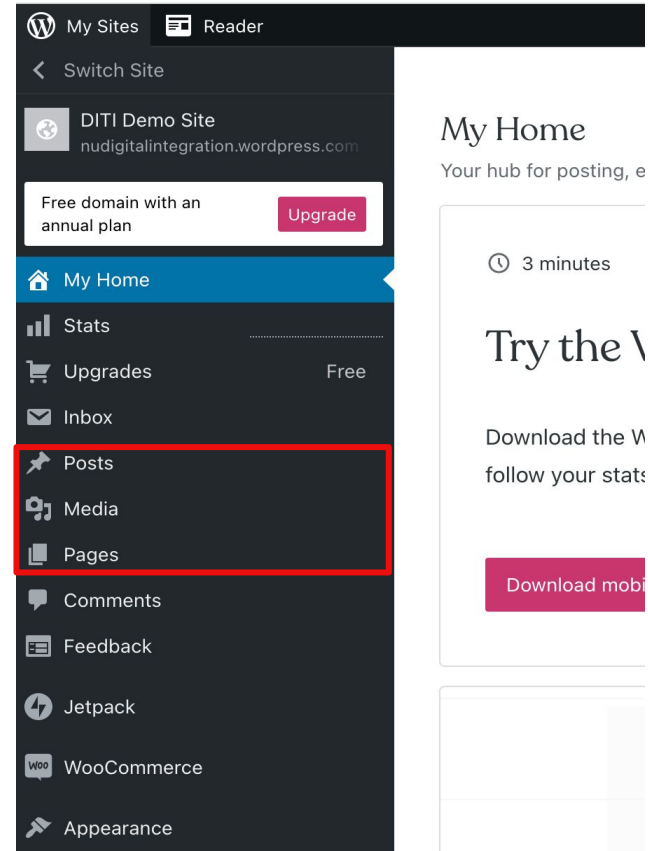 My Sites
Reader
Switch Site
DITI Demo Site
nudigitalintegration.wordpress.com
Free domain with an
annual plan
Upgrade
My Home
Stats
Upgrades
Free
Inbox
Posts
Media
Pages
Comments
Feedback
Jetpack
Woo
WooCommerce
Appearance
My Home
Your hub for posting, e
3 minutes
Try the
Download the W
follow your stats
Download mobi